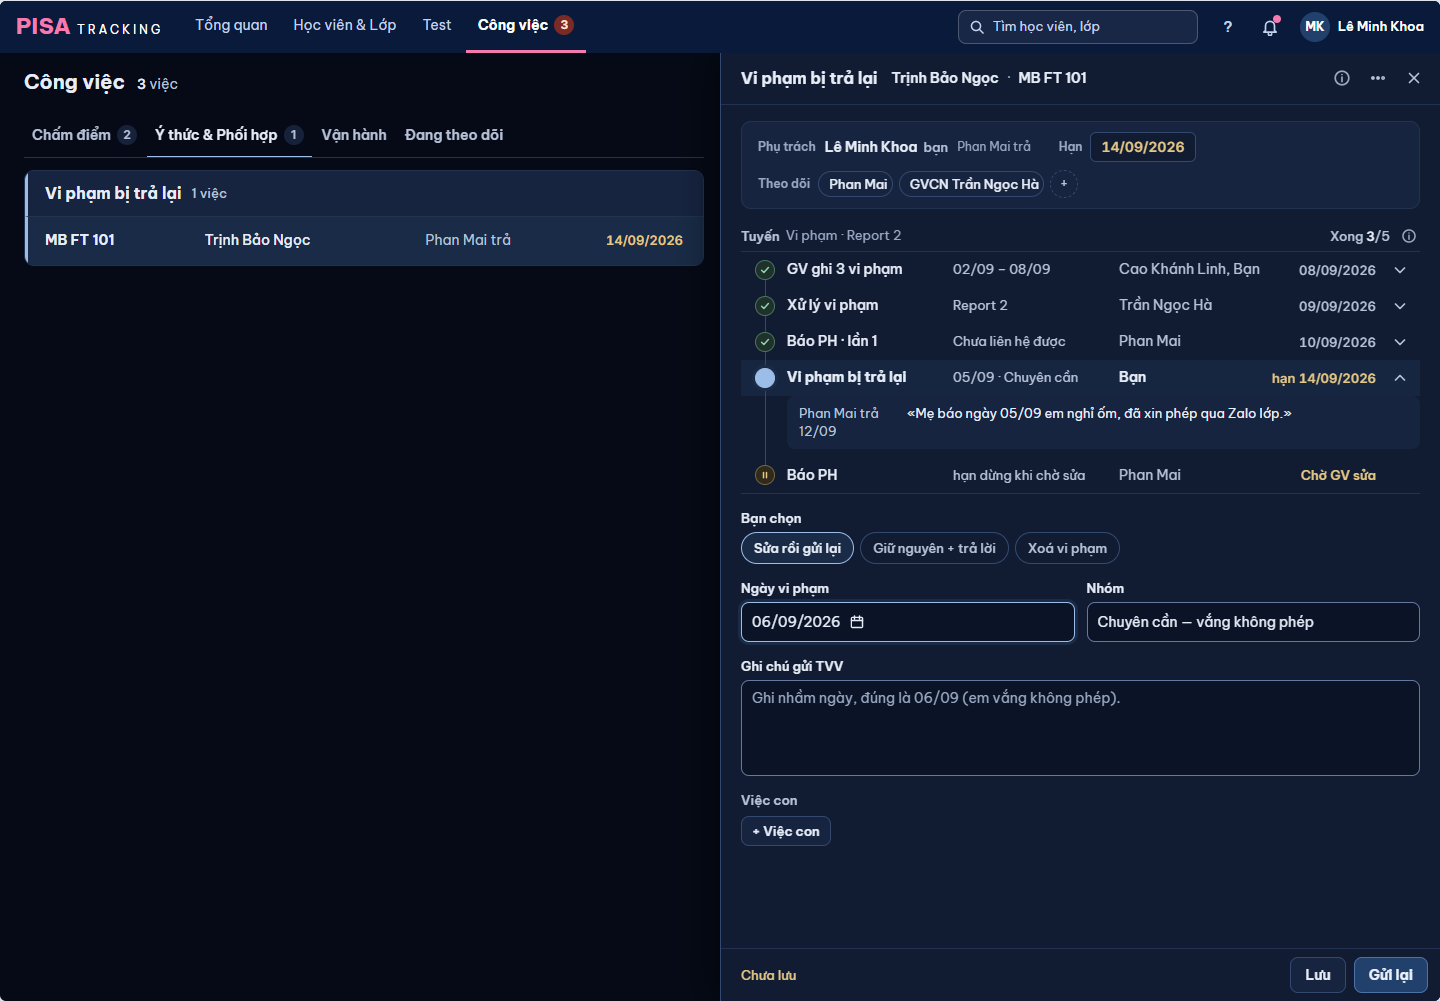 PISA TRACKING
Tổng quan
Học viên & Lớp
Test
Công việc 3
Tìm học viên, lớp
?
MK Lê Minh Khoa
Công việc 3 việc
Chấm điểm 2
Ý thức & Phối hợp 1
Vận hành
Đang theo dõi
Vi phạm bị trả lại 1 việc
MB FT 101 Trịnh Bảo Ngọc Phan Mai trả 14/09/2026
Vi phạm bị trả lại Trịnh Bảo Ngọc · MB FT 101
Phụ trách Lê Minh Khoa bạn Phan Mai trả Hạn 14/09/2026
Theo dõi Phan Mai GVCN Trần Ngọc Hà +
Tuyến Vi phạm · Report 2 Xong 3/5
GV ghi 3 vi phạm 02/09 – 08/09 Cao Khánh Linh, Bạn 08/09/2026
Xử lý vi phạm Report 2 Trần Ngọc Hà 09/09/2026
Báo PH · lần 1 Chưa liên hệ được Phan Mai 10/09/2026
Vi phạm bị trả lại 05/09 · Chuyên cần Bạn hạn 14/09/2026
Phan Mai trả «Mẹ báo ngày 05/09 em nghỉ ốm, đã xin phép qua Zalo lớp.»
12/09
Báo PH hạn dừng khi chờ sửa Phan Mai Chờ GV sửa
Bạn chọn
Sửa rồi gửi lại
Giữ nguyên + trả lời
Xoá vi phạm
Ngày vi phạm Nhóm
06/09/2026 Chuyên cần — vắng không phép
Ghi chú gửi TVV
Ghi nhầm ngày, đúng là 06/09 (em vắng không phép).
Việc con
+ Việc con
Chưa lưu Lưu Gửi lại